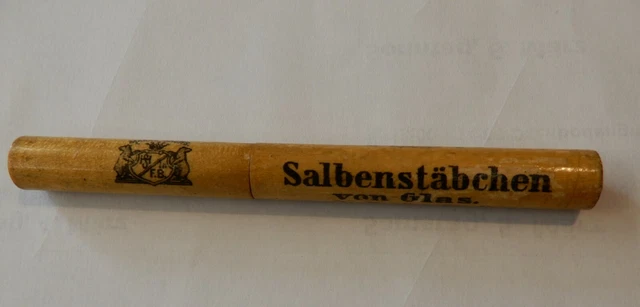 F.B.
Salbenstäbchen
von Glas.